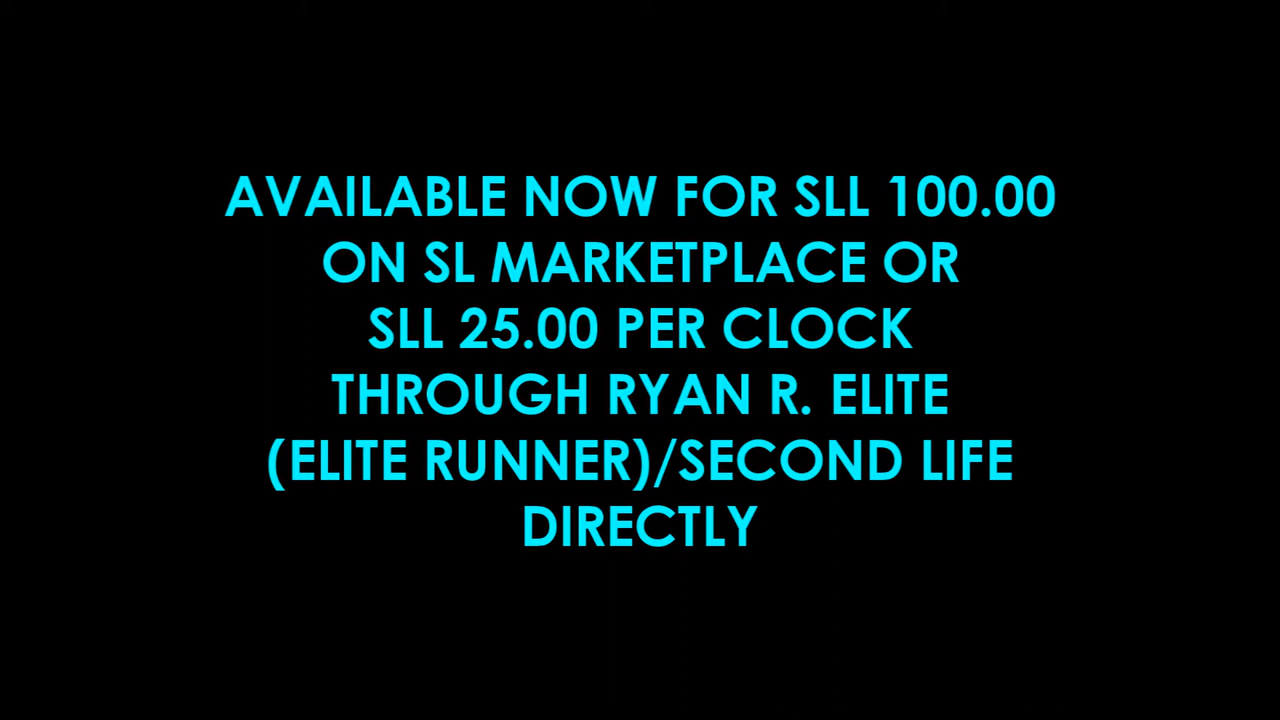 AVAILABLE NOW FOR SLL 100.00
ON SL MARKETPLACE OR
SLL 25.00 PER CLOCK
THROUGH RYAN R. ELITE
(ELITE RUNNER)/SECOND LIFE
DIRECTLY